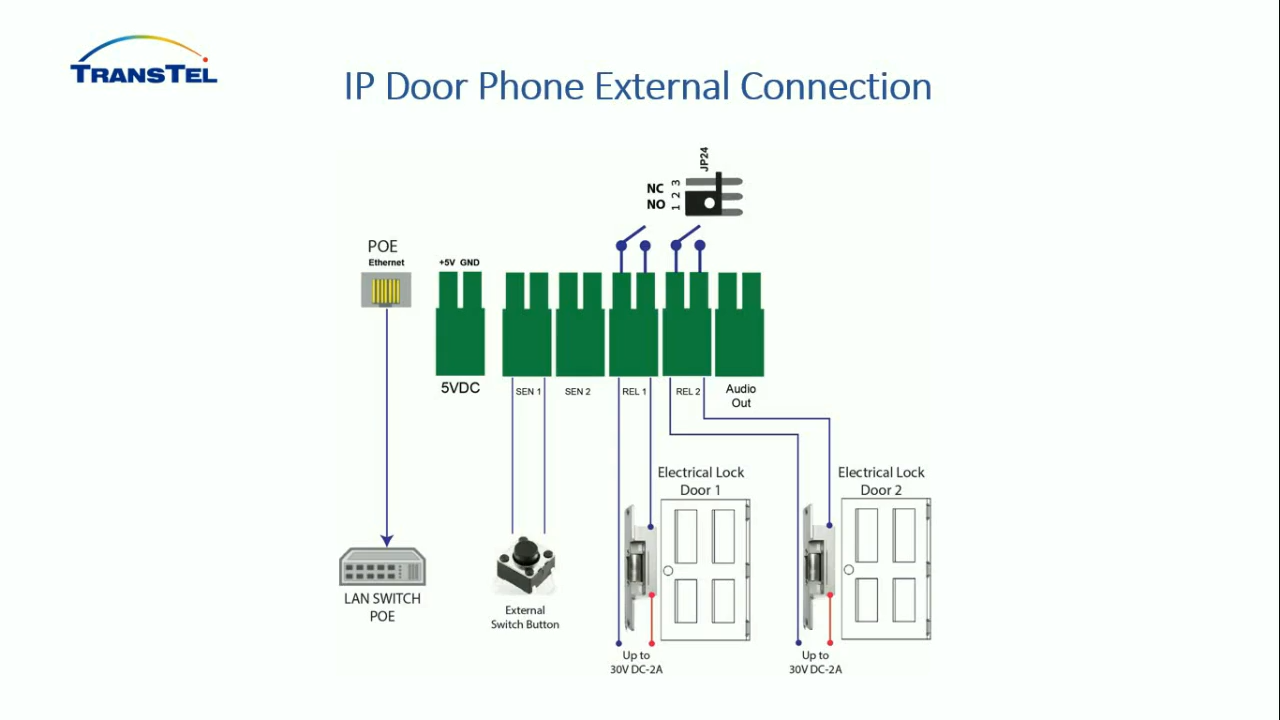 TRANSTEL
IP Door Phone External Connection
JP24
NC
NO
1 2 3
POE
Ethernet
+5V GND
5VDC
SEN 1
SEN 2
REL 1
REL 2
Audio
Out
Electrical Lock
Door 1
Electrical Lock
Door 2
LAN SWITCH
POE
External
Switch Button
Up to
30V DC-2A
Up to
30V DC-2A